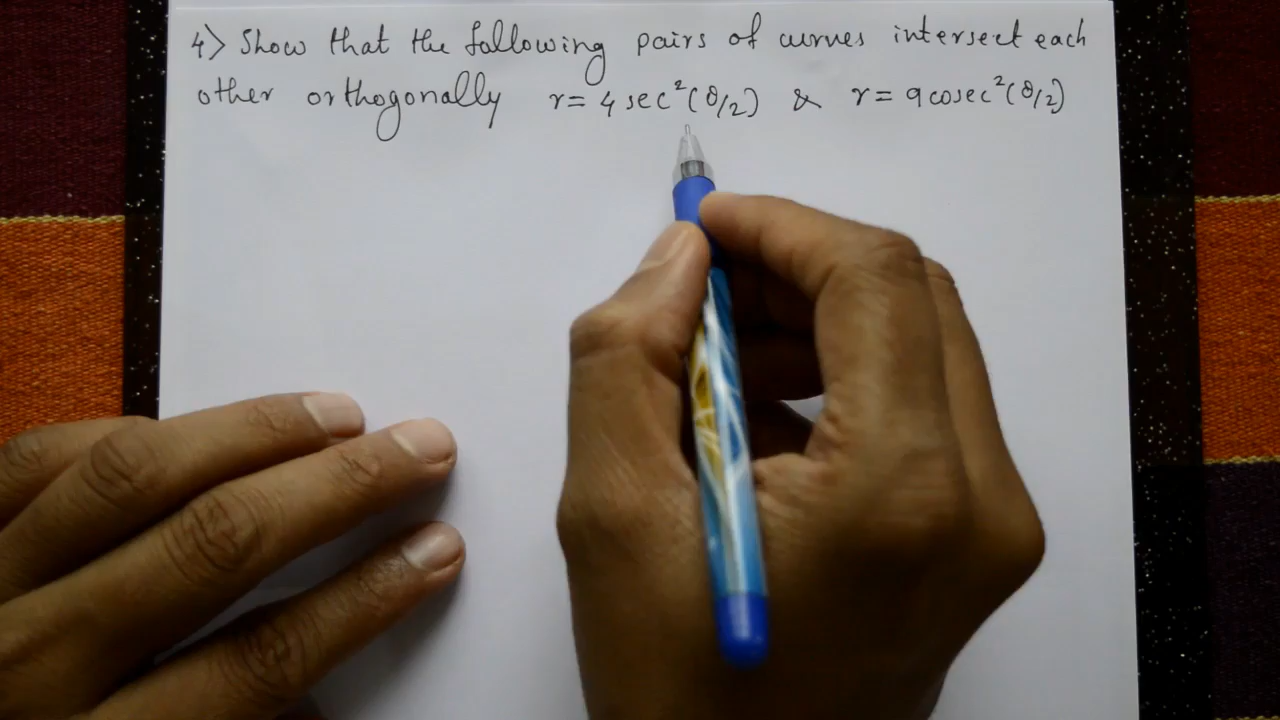 4> Show that the following pairs of curves intersect each
other orthogonally r = 4 sec²(θ/2) & r = 9 cosec²(θ/2)